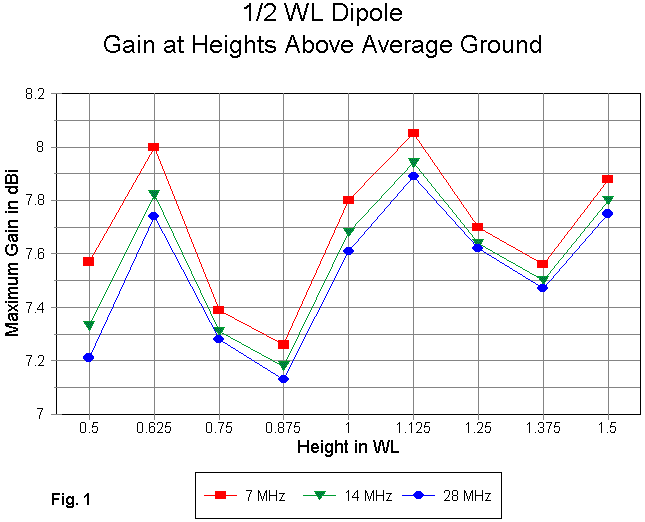 1/2 WL Dipole
Gain at Heights Above Average Ground
8.2
8
7.8
7.6
7.4
7.2
7
Maximum Gain in dBi
0.5 0.625 0.75 0.875 1 1.125 1.25 1.375 1.5
Height in WL
Fig. 1
7 MHz 14 MHz 28 MHz